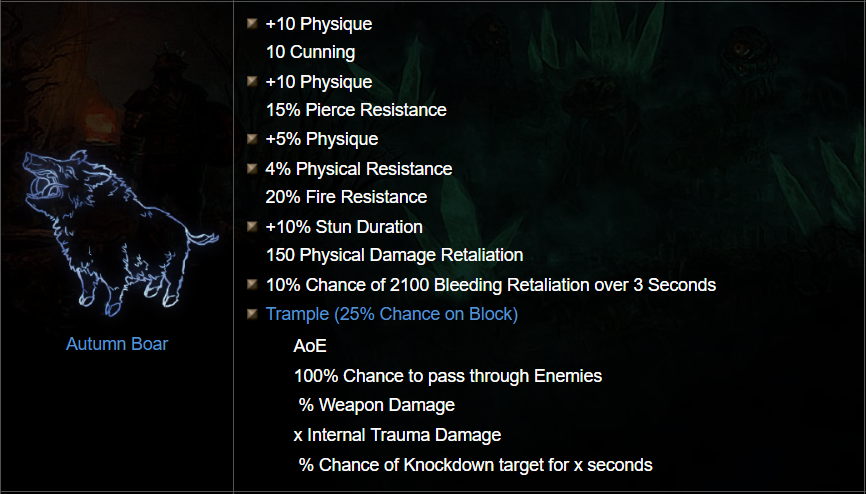 +10 Physique
10 Cunning
+10 Physique
15% Pierce Resistance
+5% Physique
4% Physical Resistance
20% Fire Resistance
+10% Stun Duration
150 Physical Damage Retaliation
10% Chance of 2100 Bleeding Retaliation over 3 Seconds
Trample (25% Chance on Block)
Autumn Boar
AoE
100% Chance to pass through Enemies
% Weapon Damage
x Internal Trauma Damage
% Chance of Knockdown target for x seconds